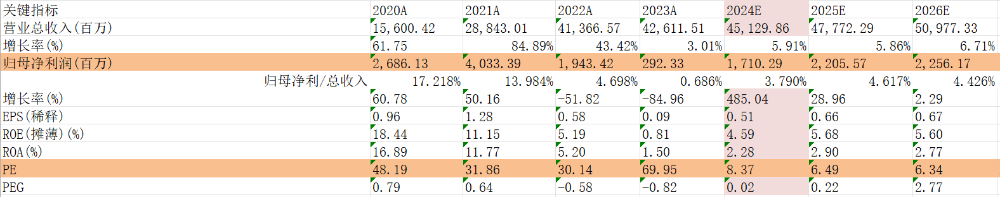 关键指标 2020A 2021A 2022A 2023A 2024E 2025E 2026E
营业总收入(百万) 15,600.42 28,843.01 41,366.57 42,611.51 45,129.86 47,772.29 50,977.33
增长率(%) 61.75 84.89% 43.42% 3.01% 5.91% 5.86% 6.71%
归母净利润(百万) 2,686.13 4,033.39 1,943.42 292.33 1,710.29 2,205.57 2,256.17
归母净利/总收入 17.218% 13.984% 4.698% 0.686% 3.790% 4.617% 4.426%
增长率(%) 60.78 50.16 -51.82 -84.96 485.04 28.96 2.29
EPS(稀释) 0.96 1.28 0.58 0.09 0.51 0.66 0.67
ROE(摊薄)(%) 18.44 11.15 5.19 0.81 4.59 5.68 5.60
ROA(%) 16.89 11.77 5.20 1.50 2.28 2.90 2.77
PE 48.19 31.86 30.14 69.95 8.37 6.49 6.34
PEG 0.79 0.64 -0.58 -0.82 0.02 0.22 2.77